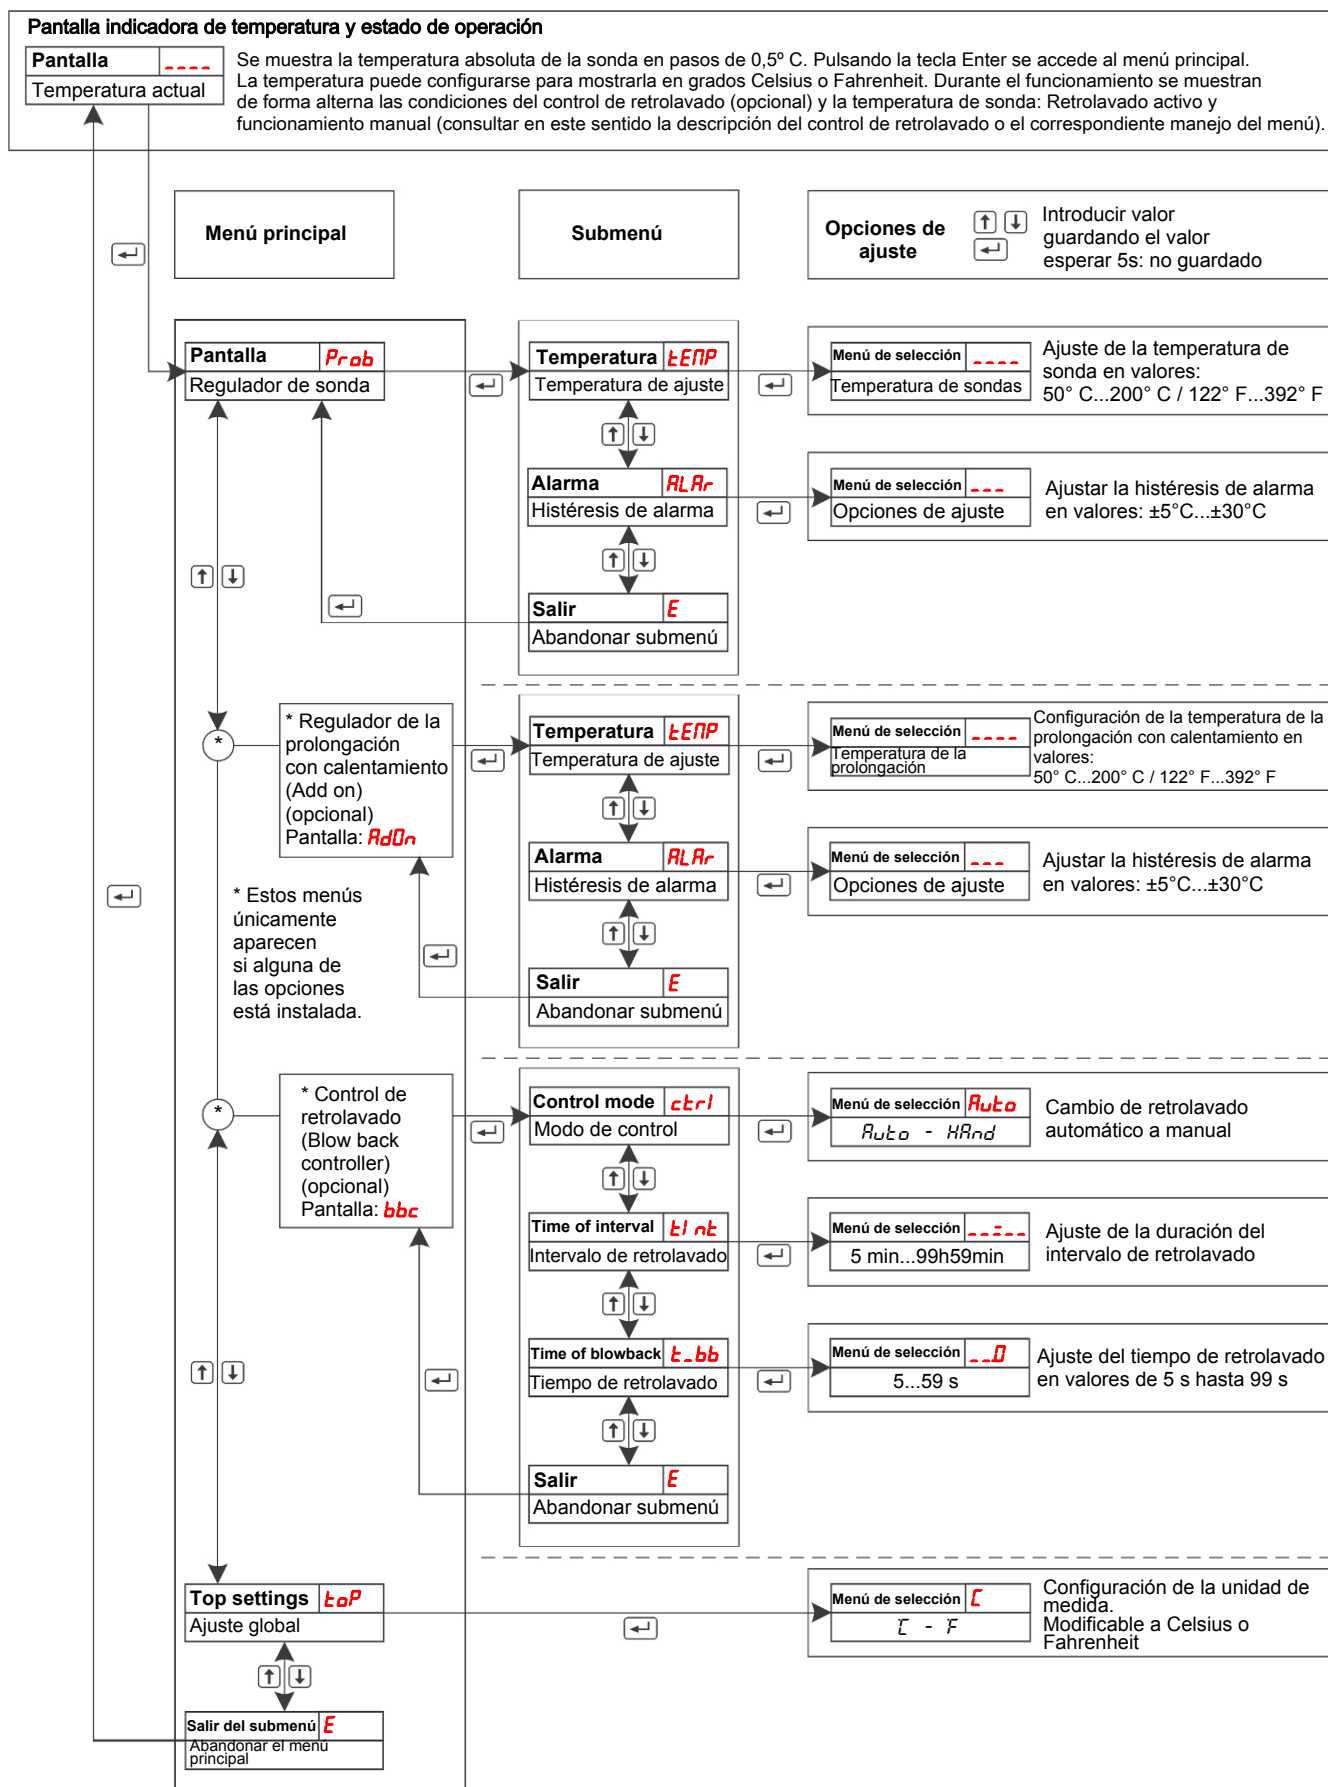 Pantalla indicadora de temperatura y estado de operación
Pantalla ----
Temperatura actual
Se muestra la temperatura absoluta de la sonda en pasos de 0,5º C. Pulsando la tecla Enter se accede al menú principal.
La temperatura puede configurarse para mostrarla en grados Celsius o Fahrenheit. Durante el funcionamiento se muestran
de forma alterna las condiciones del control de retrolavado (opcional) y la temperatura de sonda: Retrolavado activo y
funcionamiento manual (consultar en este sentido la descripción del control de retrolavado o el correspondiente manejo del menú).
Menú principal
Submenú
Opciones de
ajuste
Introducir valor
guardando el valor
esperar 5s: no guardado
Pantalla Prob
Regulador de sonda
Temperatura tEMP
Temperatura de ajuste
Menú de selección ----
Temperatura de sondas
Ajuste de la temperatura de
sonda en valores:
50° C...200° C / 122° F...392° F
Alarma ALAr
Histéresis de alarma
Menú de selección ---
Opciones de ajuste
Ajustar la histéresis de alarma
en valores: ±5°C...±30°C
Salir E
Abandonar submenú
*
* Regulador de la
prolongación
con calentamiento
(Add on)
(opcional)
Pantalla: AdOn
Temperatura tEMP
Temperatura de ajuste
Menú de selección ----
Temperatura de la
prolongación
Configuración de la temperatura de la
prolongación con calentamiento en
valores:
50° C...200° C / 122° F...392° F
Alarma ALAr
Histéresis de alarma
Menú de selección ---
Opciones de ajuste
Ajustar la histéresis de alarma
en valores: ±5°C...±30°C
* Estos menús
únicamente
aparecen
si alguna de
las opciones
está instalada.
Salir E
Abandonar submenú
*
* Control de
retrolavado
(Blow back
controller)
(opcional)
Pantalla: bbc
Control mode ctrl
Modo de control
Menú de selección Auto
Auto - HAnd
Cambio de retrolavado
automático a manual
Time of interval tInt
Intervalo de retrolavado
Menú de selección --:--
5 min...99h59min
Ajuste de la duración del
intervalo de retrolavado
Time of blowback t_bb
Tiempo de retrolavado
Menú de selección __0
5...59 s
Ajuste del tiempo de retrolavado
en valores de 5 s hasta 99 s
Salir E
Abandonar submenú
Top settings toP
Ajuste global
Menú de selección C
C - F
Configuración de la unidad de
medida.
Modificable a Celsius o
Fahrenheit
Salir del submenú E
Abandonar el menú
principal